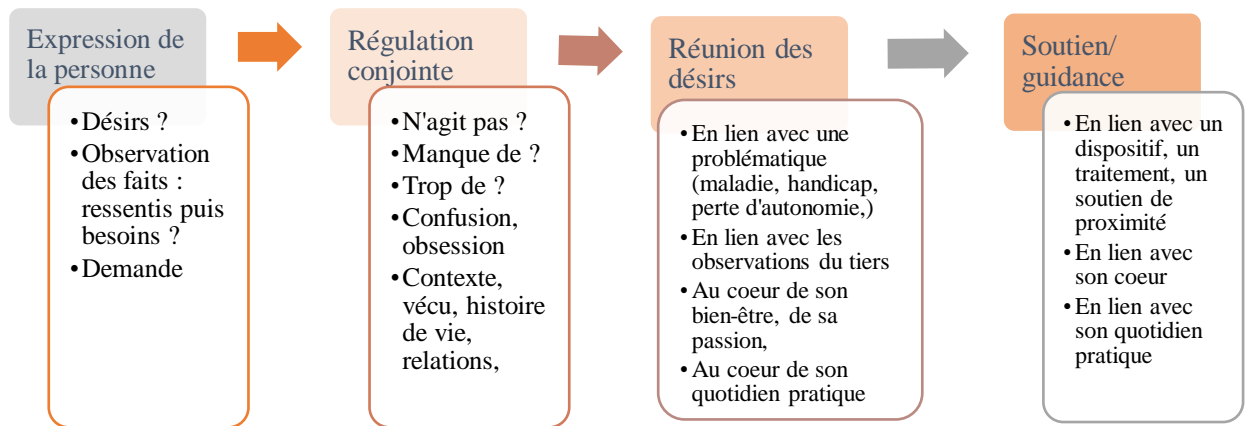 Expression de
la personne
•Désirs ?
•Observation
des faits :
ressentis puis
besoins ?
•Demande
Régulation
conjointe
•N'agit pas ?
•Manque de ?
•Trop de ?
•Confusion,
obsession
•Contexte,
vécu, histoire
de vie,
relations,
Réunion des
désirs
•En lien avec une
problématique
(maladie, handicap,
perte d'autonomie,)
•En lien avec les
observations du tiers
•Au coeur de son
bien-être, de sa
passion,
•Au coeur de son
quotidien pratique
Soutien/
guidance
•En lien avec un
dispositif, un
traitement, un
soutien de
proximité
•En lien avec
son coeur
•En lien avec
son quotidien
pratique